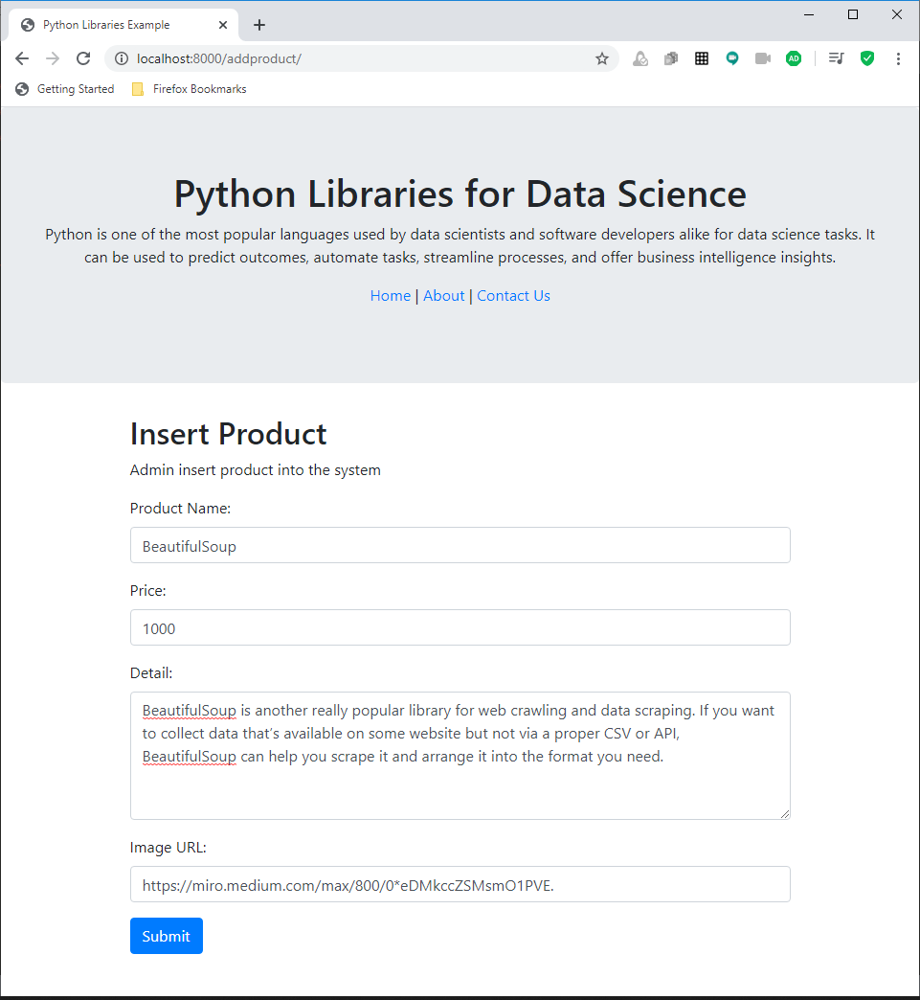 Python Libraries Example
localhost:8000/addproduct/
AD
Getting Started
Firefox Bookmarks
Python Libraries for Data Science
Python is one of the most popular languages used by data scientists and software developers alike for data science tasks. It
can be used to predict outcomes, automate tasks, streamline processes, and offer business intelligence insights.
Home | About | Contact Us
Insert Product
Admin insert product into the system
Product Name:
BeautifulSoup
Price:
1000
Detail:
BeautifulSoup is another really popular library for web crawling and data scraping. If you want
to collect data that’s available on some website but not via a proper CSV or API,
BeautifulSoup can help you scrape it and arrange it into the format you need.
Image URL:
https://miro.medium.com/max/800/0*eDMkccZSMsmO1PVE.
Submit